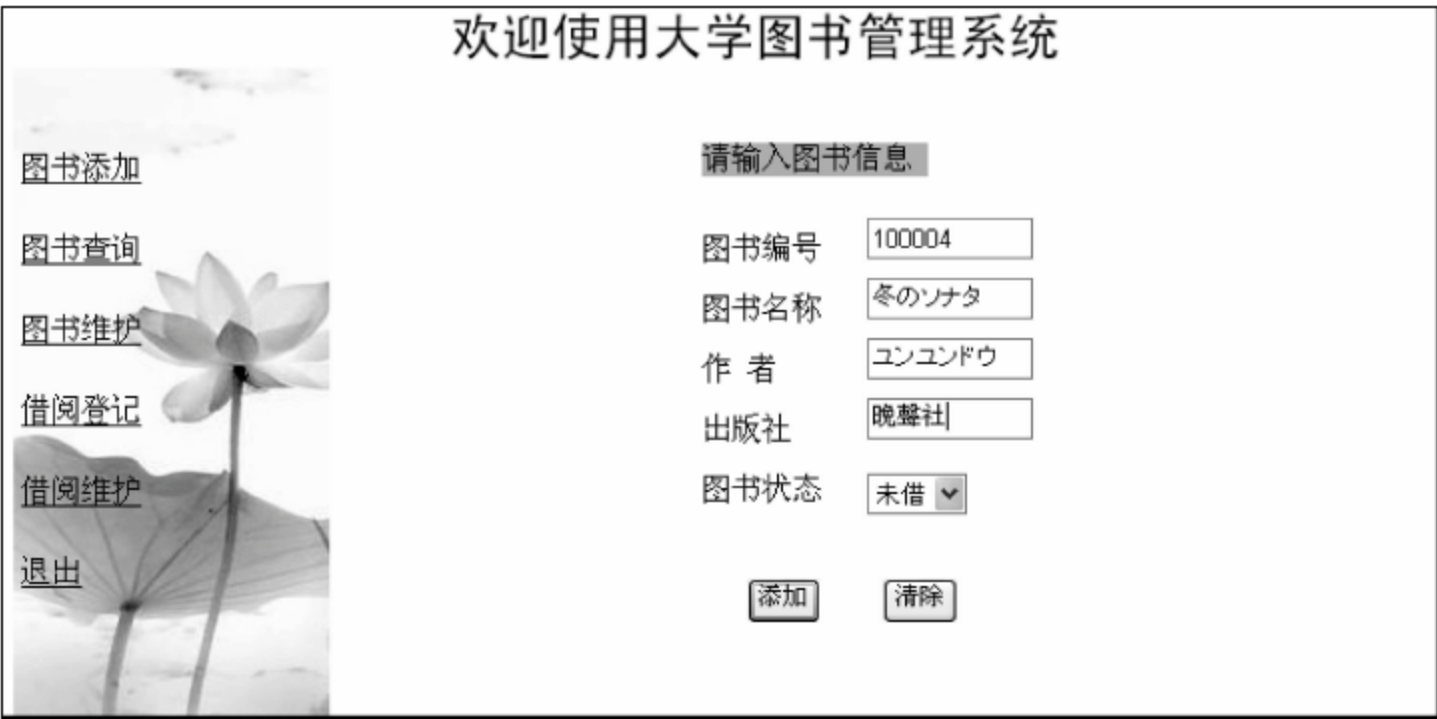 欢迎使用大学图书管理系统
图书添加
图书查询
图书维护
借阅登记
借阅维护
退出
请输入图书信息
图书编号 100004
图书名称 冬のソナタ
作 者 ユンユンドウ
出版社 晩聲社
图书状态 未借
添加 清除